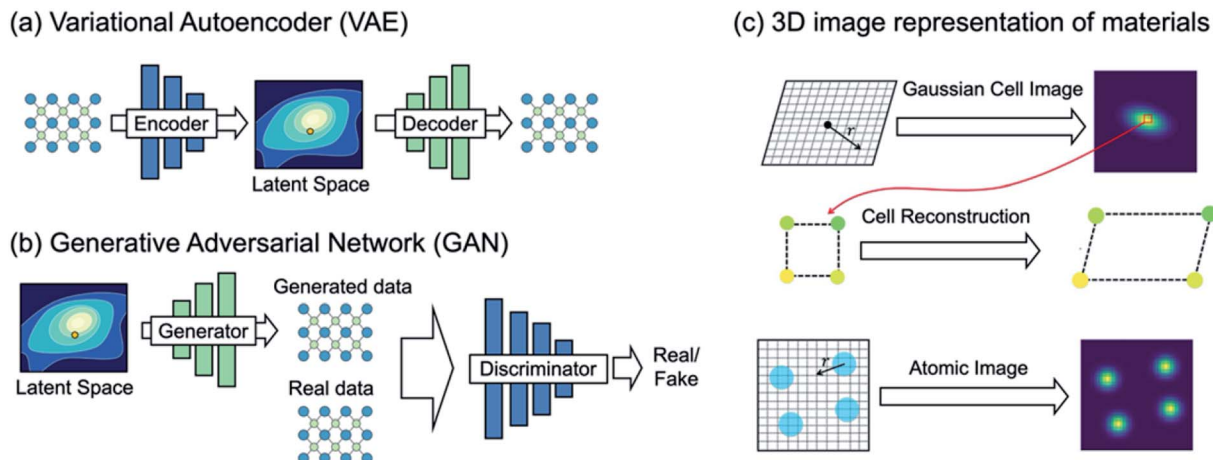 (a) Variational Autoencoder (VAE)
Encoder
Latent Space
Decoder
(b) Generative Adversarial Network (GAN)
Latent Space
Generator
Generated data
Real data
Discriminator
Real/
Fake
(c) 3D image representation of materials
r
Gaussian Cell Image
Cell Reconstruction
r
Atomic Image